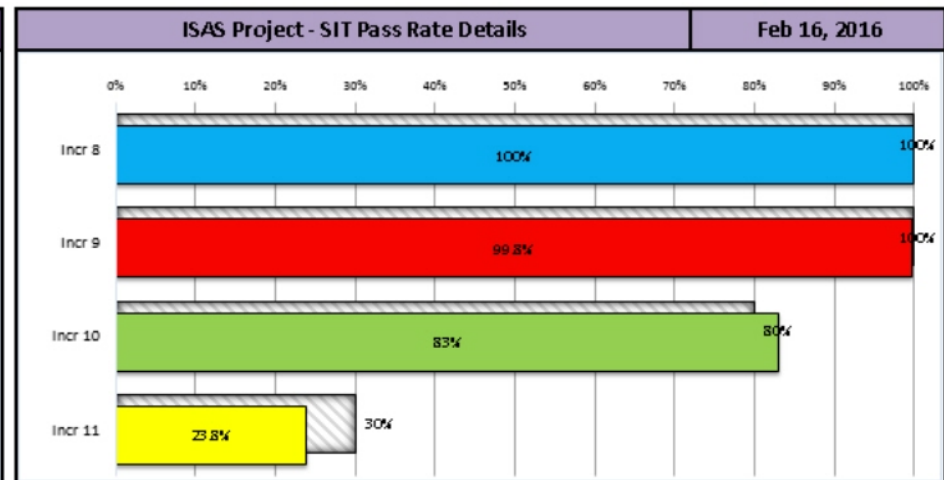 ISAS Project - SIT Pass Rate Details
Feb 16, 2016
0% 10% 20% 30% 40% 50% 60% 70% 80% 90% 100%
Incr 8
100%
100%
Incr 9
99.8%
100%
Incr 10
83%
80%
Incr 11
23.8%
30%